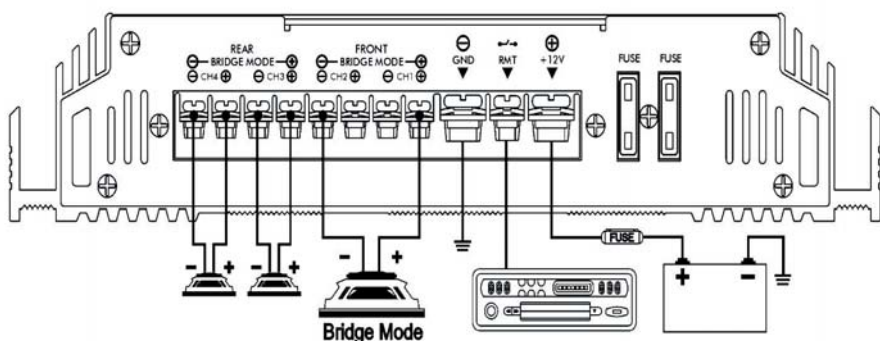 REAR FRONT
⊖ BRIDGE MODE ⊕ ⊖ BRIDGE MODE ⊕ ⊖ ⊕
⊖ CH4 ⊕ ⊖ CH3 ⊕ ⊖ CH2 ⊕ ⊖ CH1 ⊕ GND RMT +12V FUSE FUSE
FUSE
- + - + - + + -
Bridge Mode